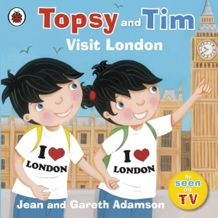 Topsy and Tim
Visit London
I ♥
LONDON
I ♥
LONDON
As
seen
on
TV
Jean and Gareth Adamson